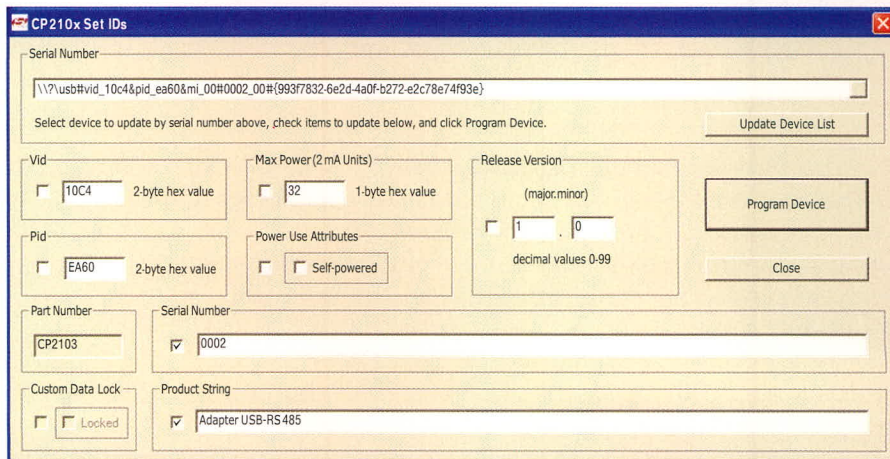 CP210x Set IDs
Serial Number
\\?\usb#vid_10c4&pid_ea60&mi_00#0002_00#{993f7832-6e2d-4a0f-b272-e2c78e74f93e}
Select device to update by serial number above, check items to update below, and click Program Device.
Update Device List
Vid
10C4 2-byte hex value
Max Power (2 mA Units)
32 1-byte hex value
Release Version
(major.minor)
1 . 0
decimal values 0-99
Program Device
Pid
EA60 2-byte hex value
Power Use Attributes
Self-powered
Close
Part Number
CP2103
Serial Number
0002
Custom Data Lock
Locked
Product String
Adapter USB-RS 485